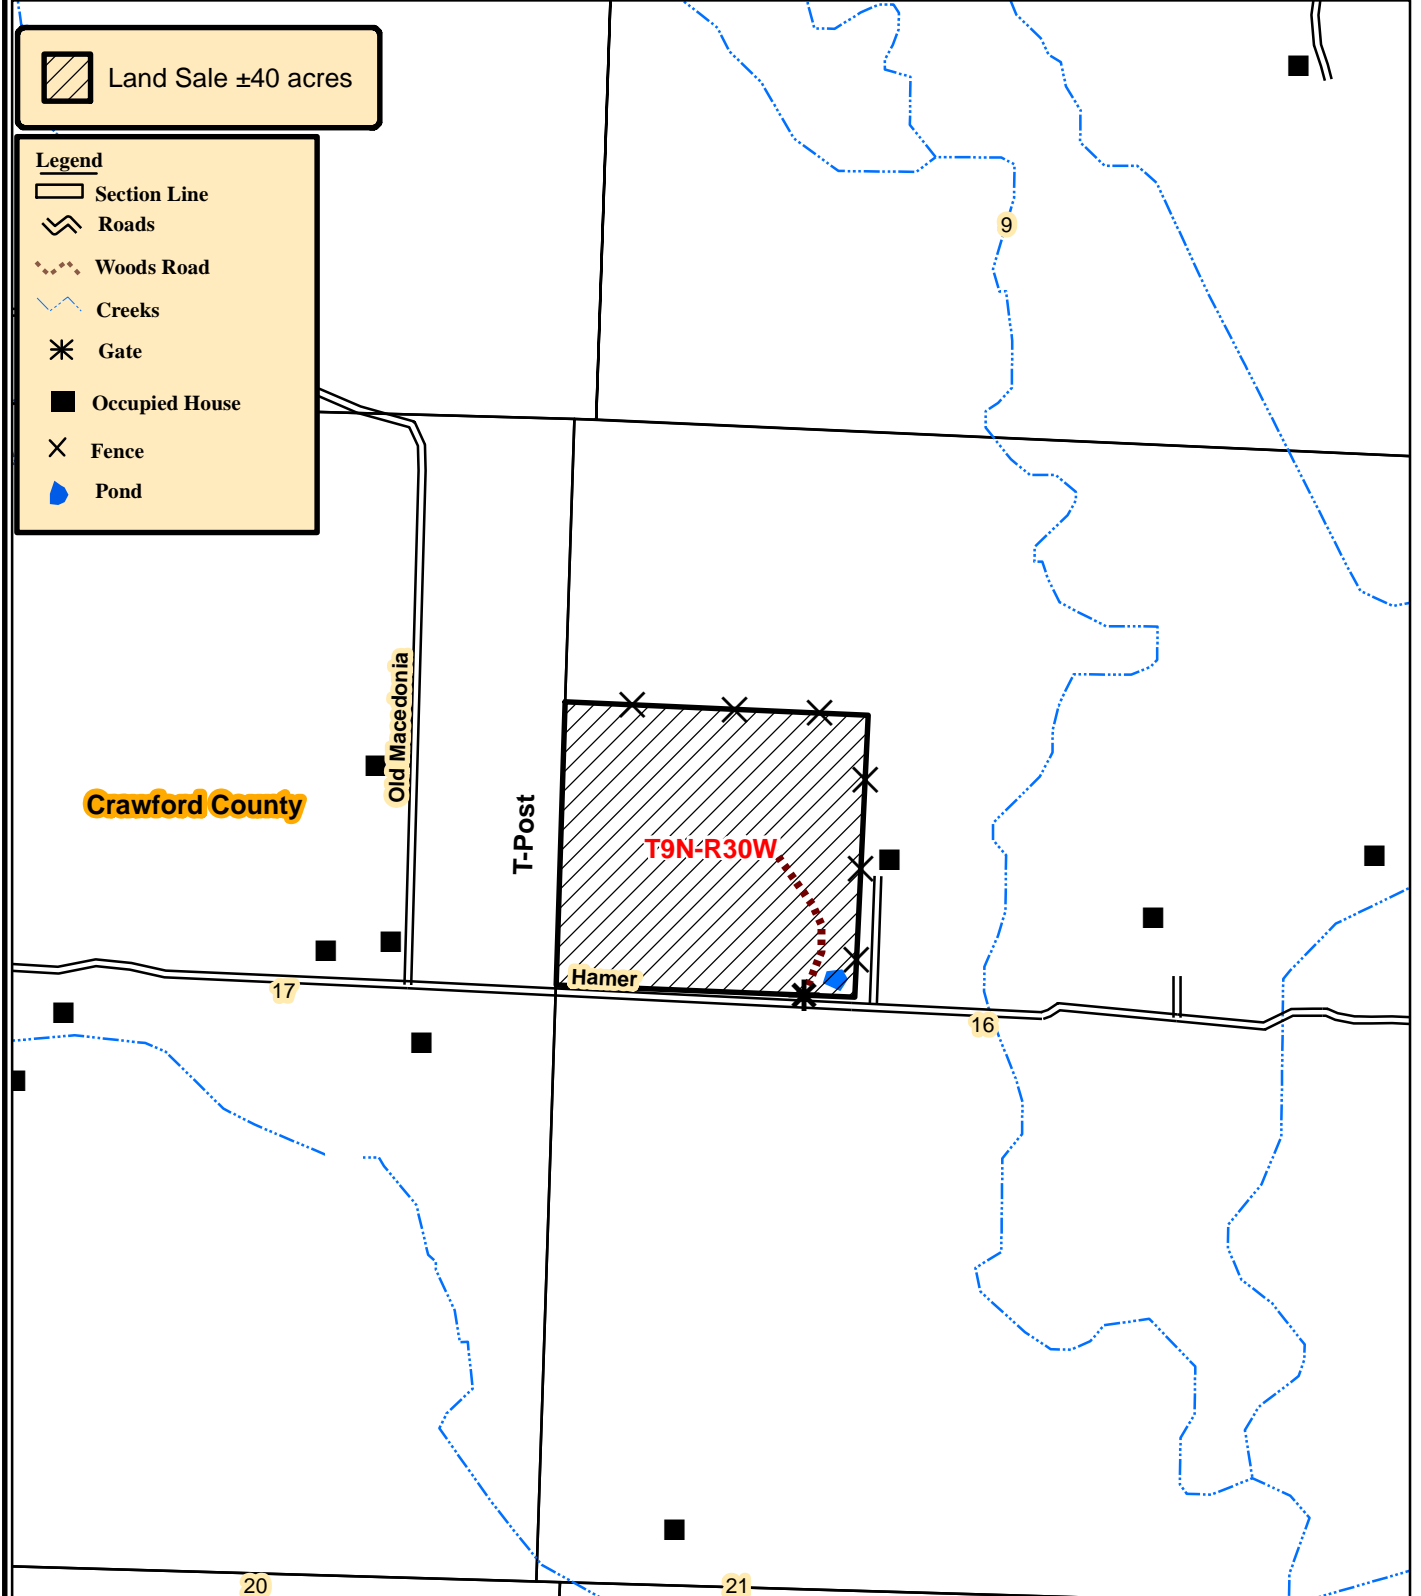 Land Sale ±40 acres
Legend
Section Line
Roads
Woods Road
Creeks
Gate
Occupied House
Fence
Pond
9
Old Macedonia
Crawford County
T-Post
T9N-R30W
Hamer
17
16
20
21